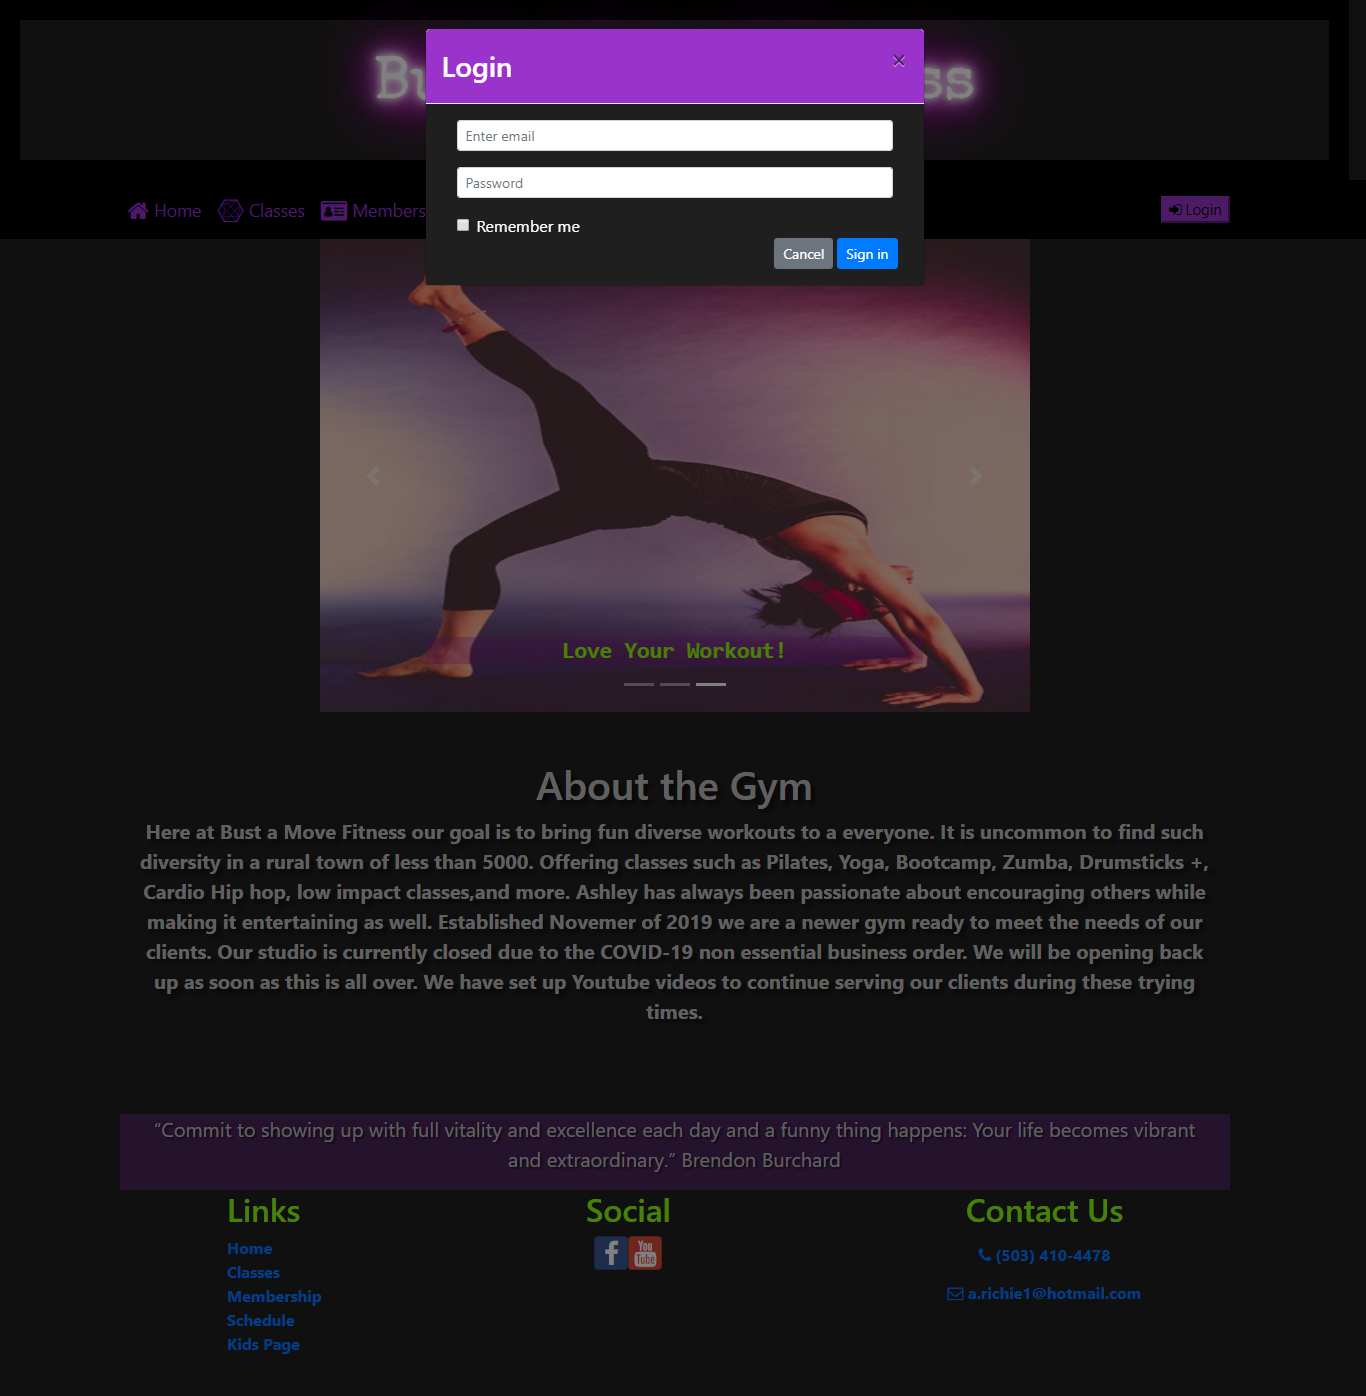 Login
×
Enter email
Password
Home Classes Members
Login
Remember me
Cancel Sign in
Love Your Workout!
About the Gym
Here at Bust a Move Fitness our goal is to bring fun diverse workouts to a everyone. It is uncommon to find such
diversity in a rural town of less than 5000. Offering classes such as Pilates, Yoga, Bootcamp, Zumba, Drumsticks +,
Cardio Hip hop, low impact classes,and more. Ashley has always been passionate about encouraging others while
making it entertaining as well. Established Novemer of 2019 we are a newer gym ready to meet the needs of our
clients. Our studio is currently closed due to the COVID-19 non essential business order. We will be opening back
up as soon as this is all over. We have set up Youtube videos to continue serving our clients during these trying
times.
“Commit to showing up with full vitality and excellence each day and a funny thing happens: Your life becomes vibrant
and extraordinary.” Brendon Burchard
Links
Home
Classes
Membership
Schedule
Kids Page
Social
f You Tube
Contact Us
(503) 410-4478
a.richie1@hotmail.com